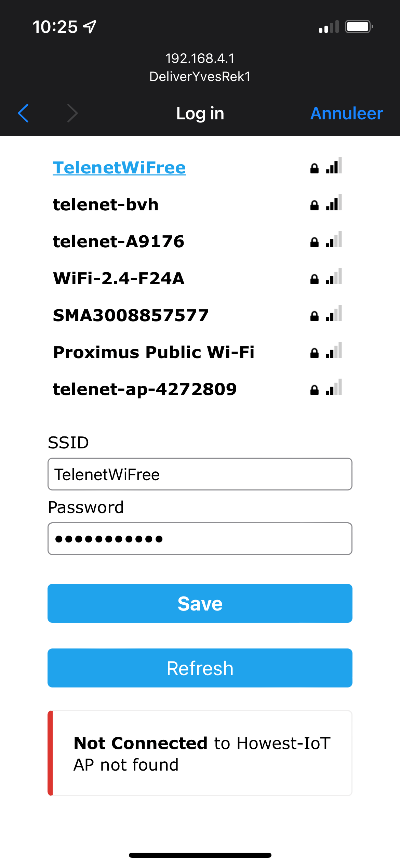 10:25
192.168.4.1
DeliverYvesRek1
Log in
Annuleer
TelenetWiFree
telenet-bvh
telenet-A9176
WiFi-2.4-F24A
SMA3008857577
Proximus Public Wi-Fi
telenet-ap-4272809
SSID
TelenetWiFree
Password
●●●●●●●●●●●
Save
Refresh
Not Connected to Howest-IoT
AP not found